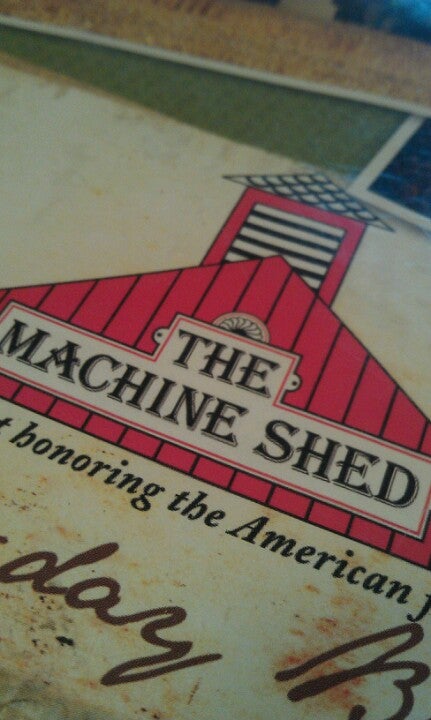 THE
MACHINE SHED
honoring the American